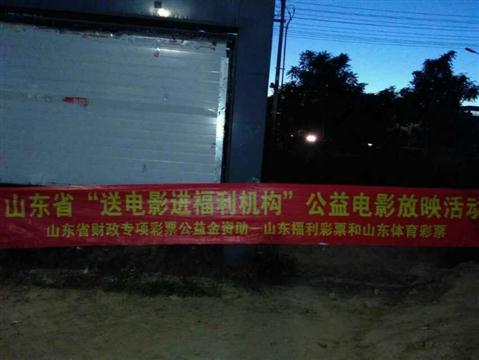 山东省“送电影进福利机构”公益电影放映活动
山东省财政专项彩票公益金资助—山东福利彩票和山东体育彩票